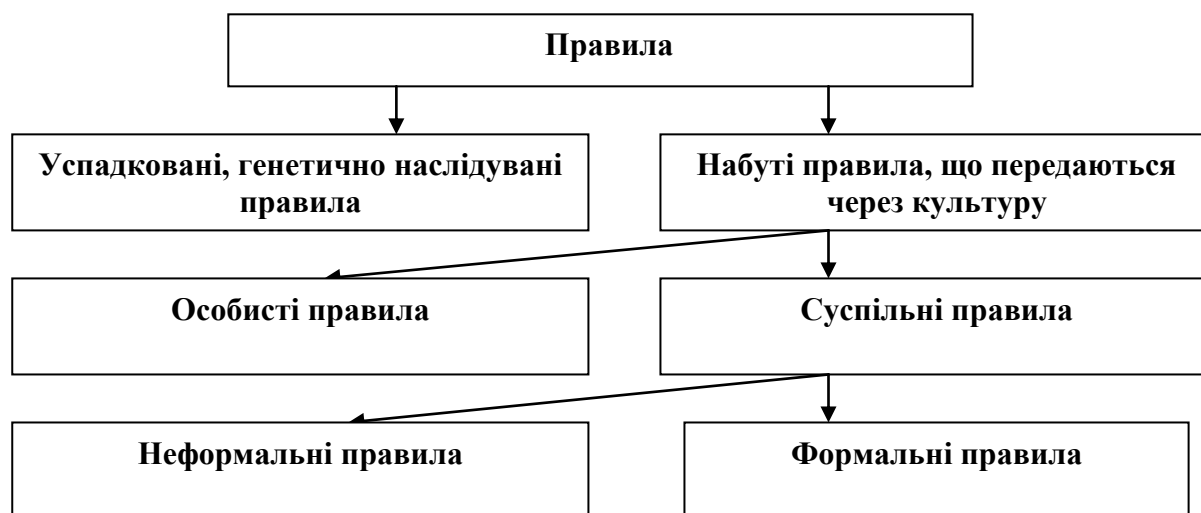 Правила
Успадковані, генетично наслідувані
правила
Набуті правила, що передаються
через культуру
Особисті правила
Суспільні правила
Неформальні правила
Формальні правила